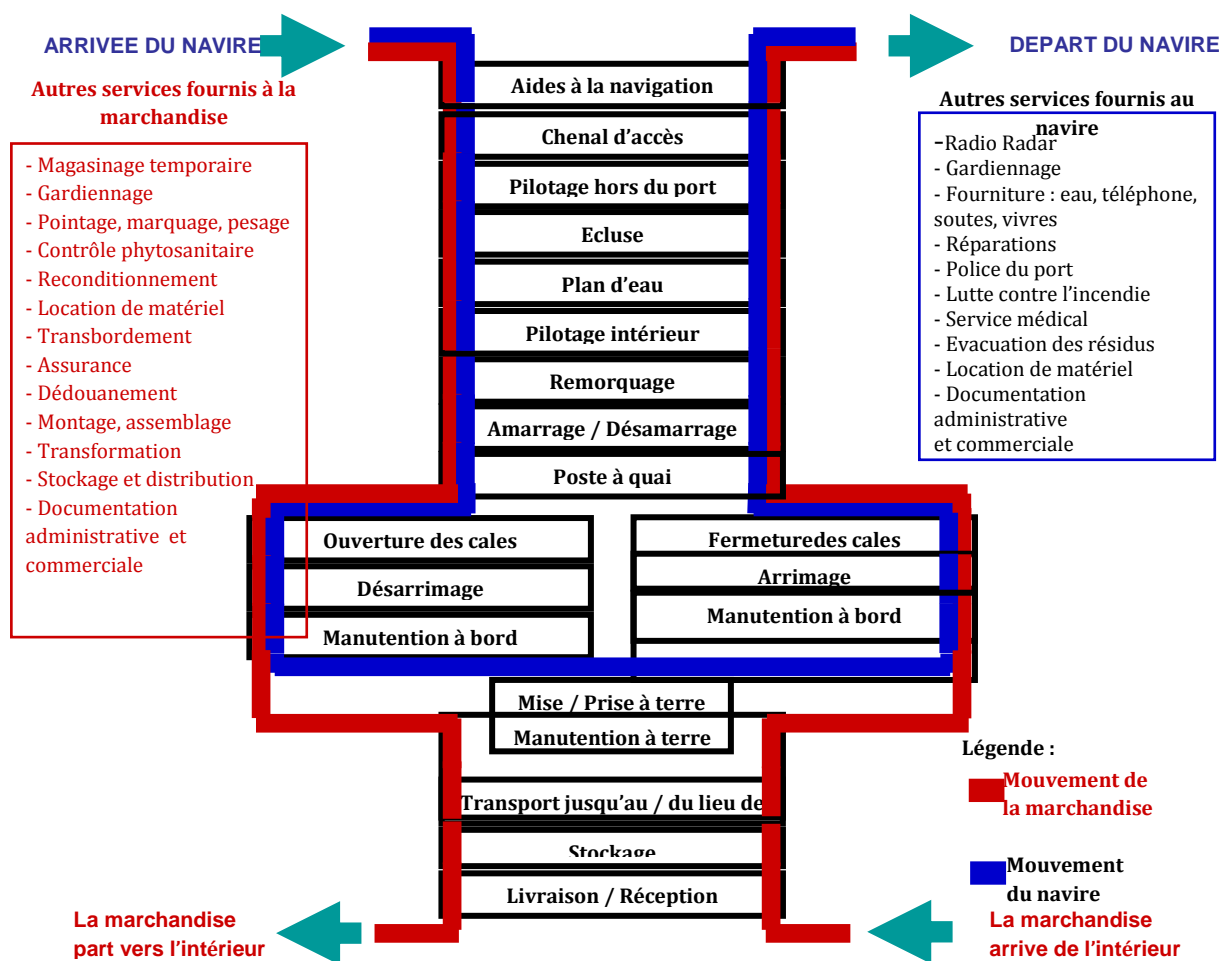 ARRIVEE DU NAVIRE
DEPART DU NAVIRE
Autres services fournis à la
marchandise
- Magasinage temporaire
- Gardiennage
- Pointage, marquage, pesage
- Contrôle phytosanitaire
- Reconditionnement
- Location de matériel
- Transbordement
- Assurance
- Dédouanement
- Montage, assemblage
- Transformation
- Stockage et distribution
- Documentation
administrative et
commerciale
Aides à la navigation
Chenal d'accès
Pilotage hors du port
Ecluse
Plan d'eau
Pilotage intérieur
Remorquage
Amarrage / Désamarrage
Poste à quai
Autres services fournis au
navire
-Radio Radar
- Gardiennage
- Fourniture : eau, téléphone,
soutes, vivres
- Réparations
- Police du port
- Lutte contre l'incendie
- Service médical
- Evacuation des résidus
- Location de matériel
- Documentation
administrative
et commerciale
Ouverture des cales
Désarrimage
Manutention à bord
Fermeturedes cales
Arrimage
Manutention à bord
Mise / Prise à terre
Manutention à terre
Transport jusqu'au / du lieu de
Stockage
Livraison / Réception
Légende :
Mouvement de
la marchandise
Mouvement
du navire
La marchandise
part vers l'intérieur
La marchandise
arrive de l'intérieur